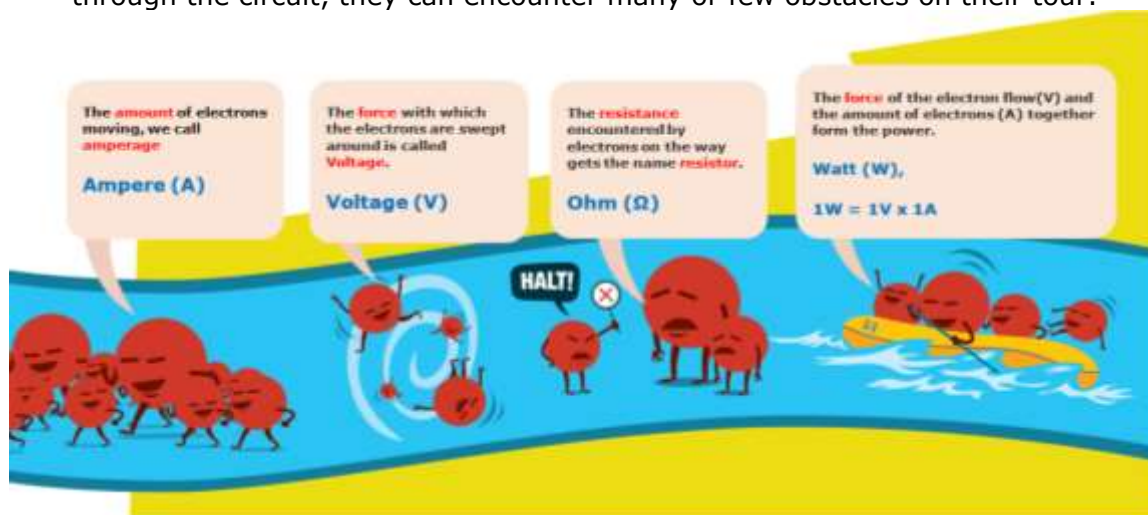 through the circuit, they can encounter many or few obstacles on their tour.
The amount of electrons
moving, we call
amperage
Ampere (A)
The force with which
the electrons are swept
around is called
Voltage.
Voltage (V)
The resistance
encountered by
electrons on the way
gets the name resistor.
Ohm (Ω)
The force of the electron flow(V) and
the amount of electrons (A) together
form the power.
Watt (W),
1W = 1V x 1A
HALT!